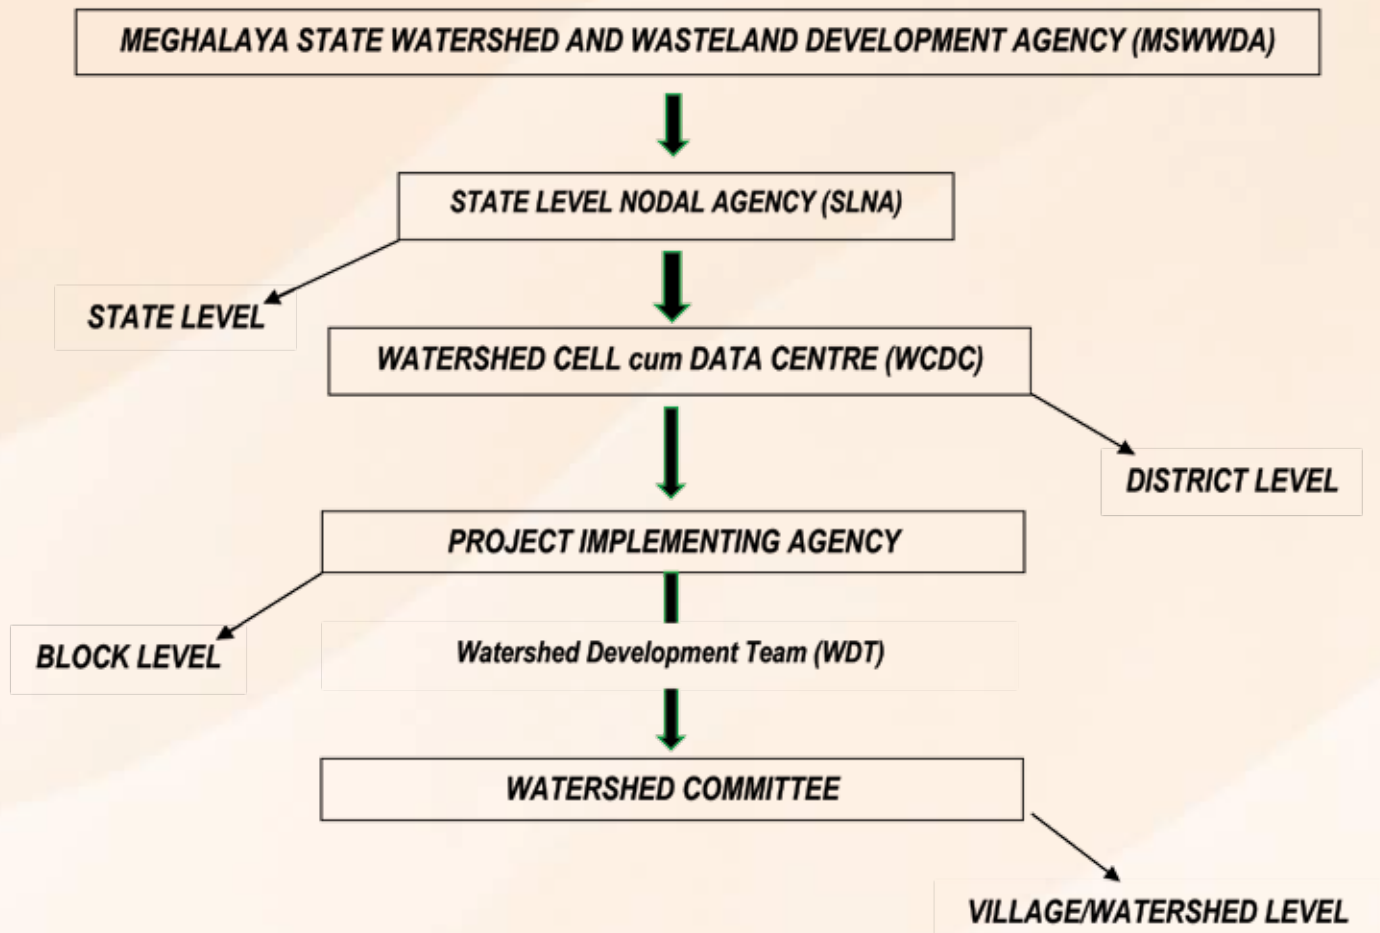 MEGHALAYA STATE WATERSHED AND WASTELAND DEVELOPMENT AGENCY (MSWWDA)
STATE LEVEL NODAL AGENCY (SLNA)
STATE LEVEL
WATERSHED CELL cum DATA CENTRE (WCDC)
DISTRICT LEVEL
PROJECT IMPLEMENTING AGENCY
BLOCK LEVEL
Watershed Development Team (WDT)
WATERSHED COMMITTEE
VILLAGE/WATERSHED LEVEL